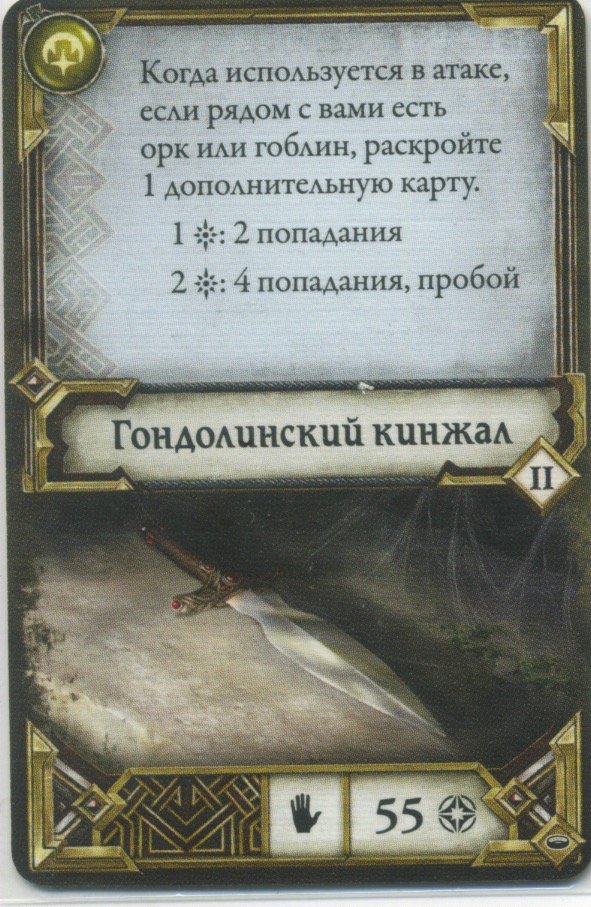 Когда используется в атаке,
если рядом с вами есть
орк или гоблин, раскройте
1 дополнительную карту.
1 : 2 попадания
2 : 4 попадания, пробой
Гондолинский кинжал
II
55